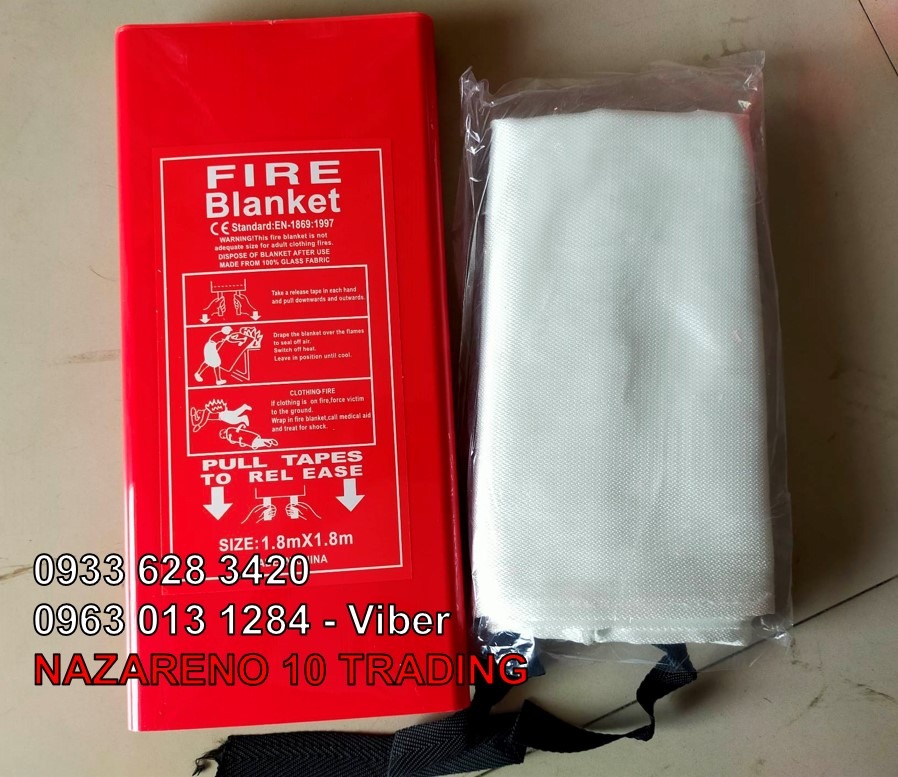 FIRE
Blanket
CE Standard:EN-1869:1997
WARNING!This fire blanket is not
adequate size for adult clothing fires.
DISPOSE OF BLANKET AFTER USE
MADE FROM 100% GLASS FABRIC
Take a release tape in each hand
and pull downwards and outwards.
Drape the blanket over the flames
to seal off air.
Switch off heal.
Leave in position until cool.
CLOTHING FIRE
If clothing is on fire,force victim
to the ground.
Wrap in fire blanket,call medical aid
and treat for shock.
PULL TAPES
TO REL EASE
SIZE:1.8mX1.8m
0933 628 3420
0963 013 1284 - Viber
NAZARENO 10 TRADING